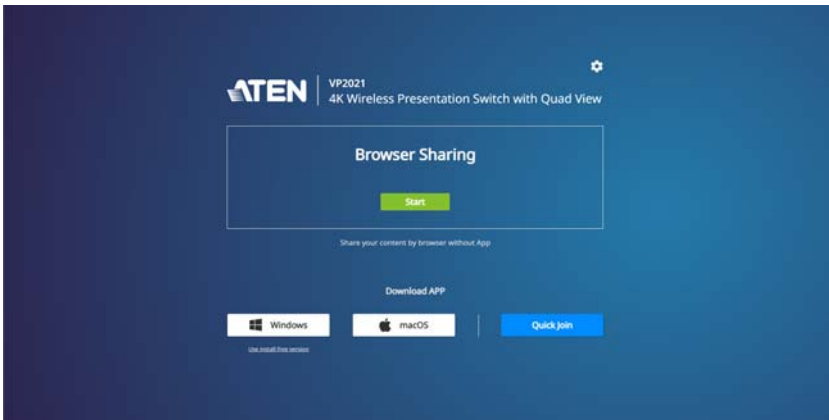 ATEN
VP2021
4K Wireless Presentation Switch with Quad View
Browser Sharing
Start
Share your content by browser without App
Download APP
Windows
macOS
Quick Join
Use install free version